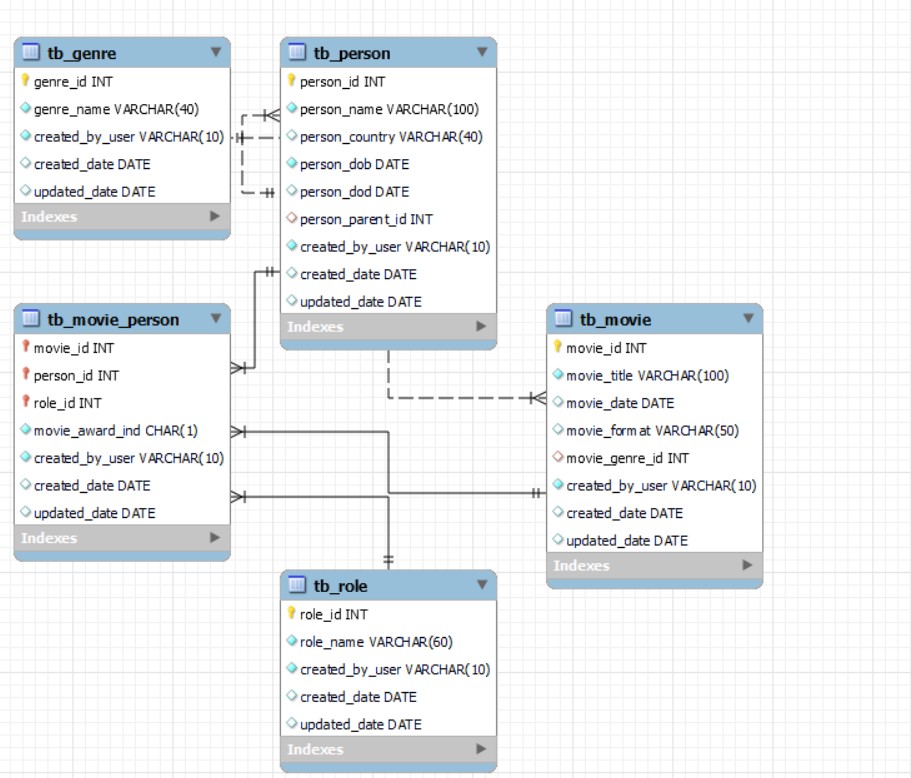 tb_genre
genre_id INT
genre_name VARCHAR(40)
created_by_user VARCHAR(10)
created_date DATE
updated_date DATE
Indexes
tb_person
person_id INT
person_name VARCHAR(100)
person_country VARCHAR(40)
person_dob DATE
person_dod DATE
person_parent_id INT
created_by_user VARCHAR(10)
created_date DATE
updated_date DATE
Indexes
tb_movie_person
movie_id INT
person_id INT
role_id INT
movie_award_ind CHAR(1)
created_by_user VARCHAR(10)
created_date DATE
updated_date DATE
Indexes
tb_movie
movie_id INT
movie_title VARCHAR(100)
movie_date DATE
movie_format VARCHAR(50)
movie_genre_id INT
created_by_user VARCHAR(10)
created_date DATE
updated_date DATE
Indexes
tb_role
role_id INT
role_name VARCHAR(60)
created_by_user VARCHAR(10)
created_date DATE
updated_date DATE
Indexes